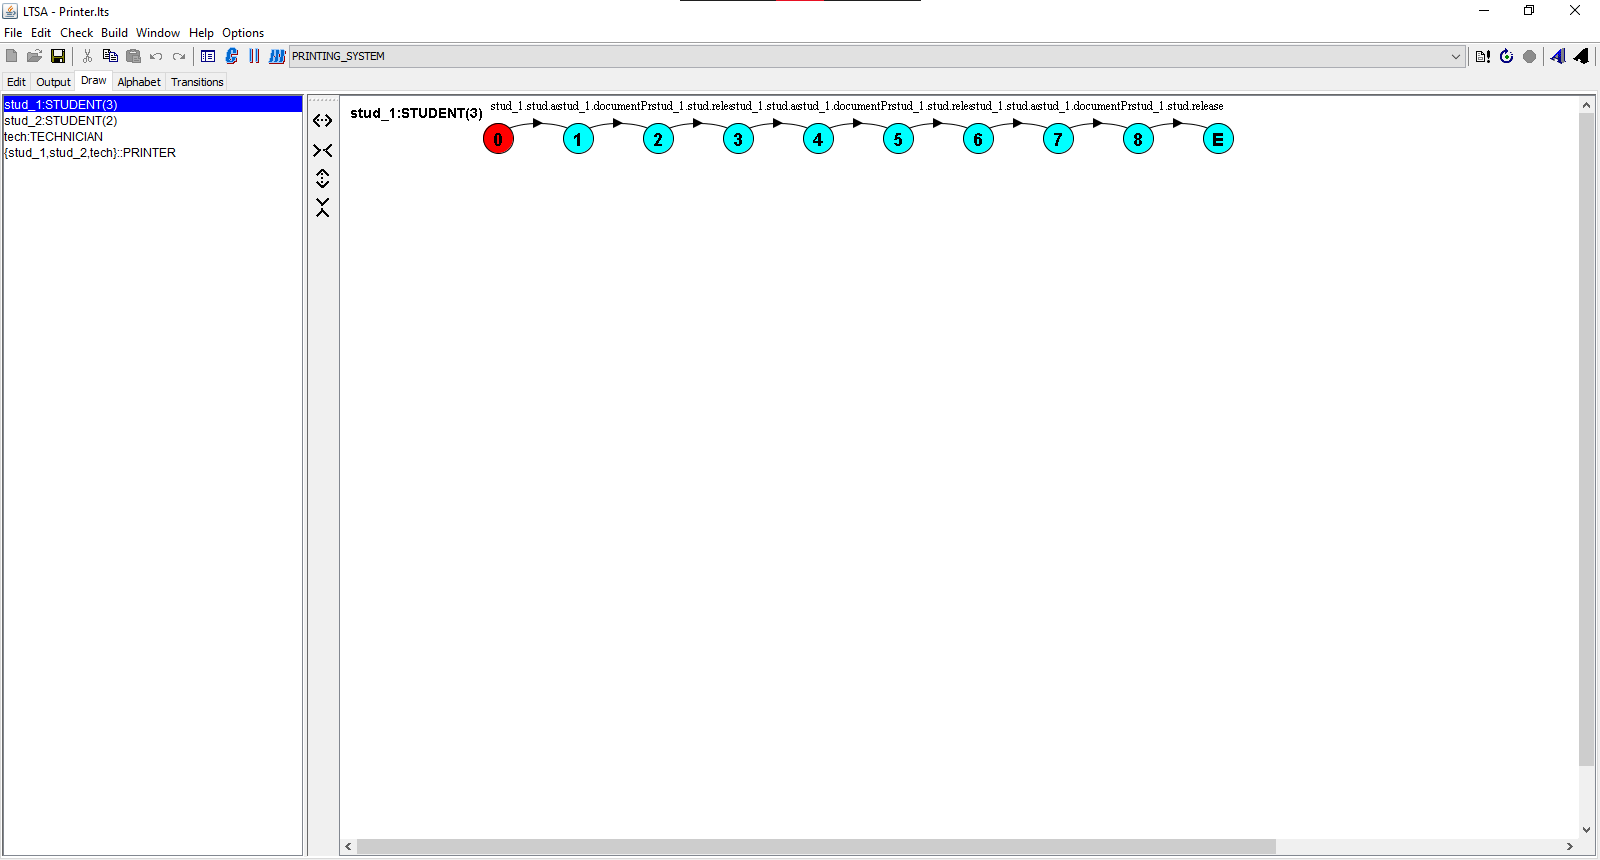 LTSA - Printer.lts
File Edit Check Build Window Help Options
PRINTING_SYSTEM
Edit Output Draw Alphabet Transitions
stud_1:STUDENT(3)
stud_2:STUDENT(2)
tech:TECHNICIAN
{stud_1,stud_2,tech}::PRINTER
stud_1.stud.astud_1.documentPrstud_1.stud.relestud_1.stud.astud_1.documentPrstud_1.stud.relestud_1.stud.astud_1.documentPrstud_1.stud.release
stud_1:STUDENT(3)
0 1 2 3 4 5 6 7 8 E